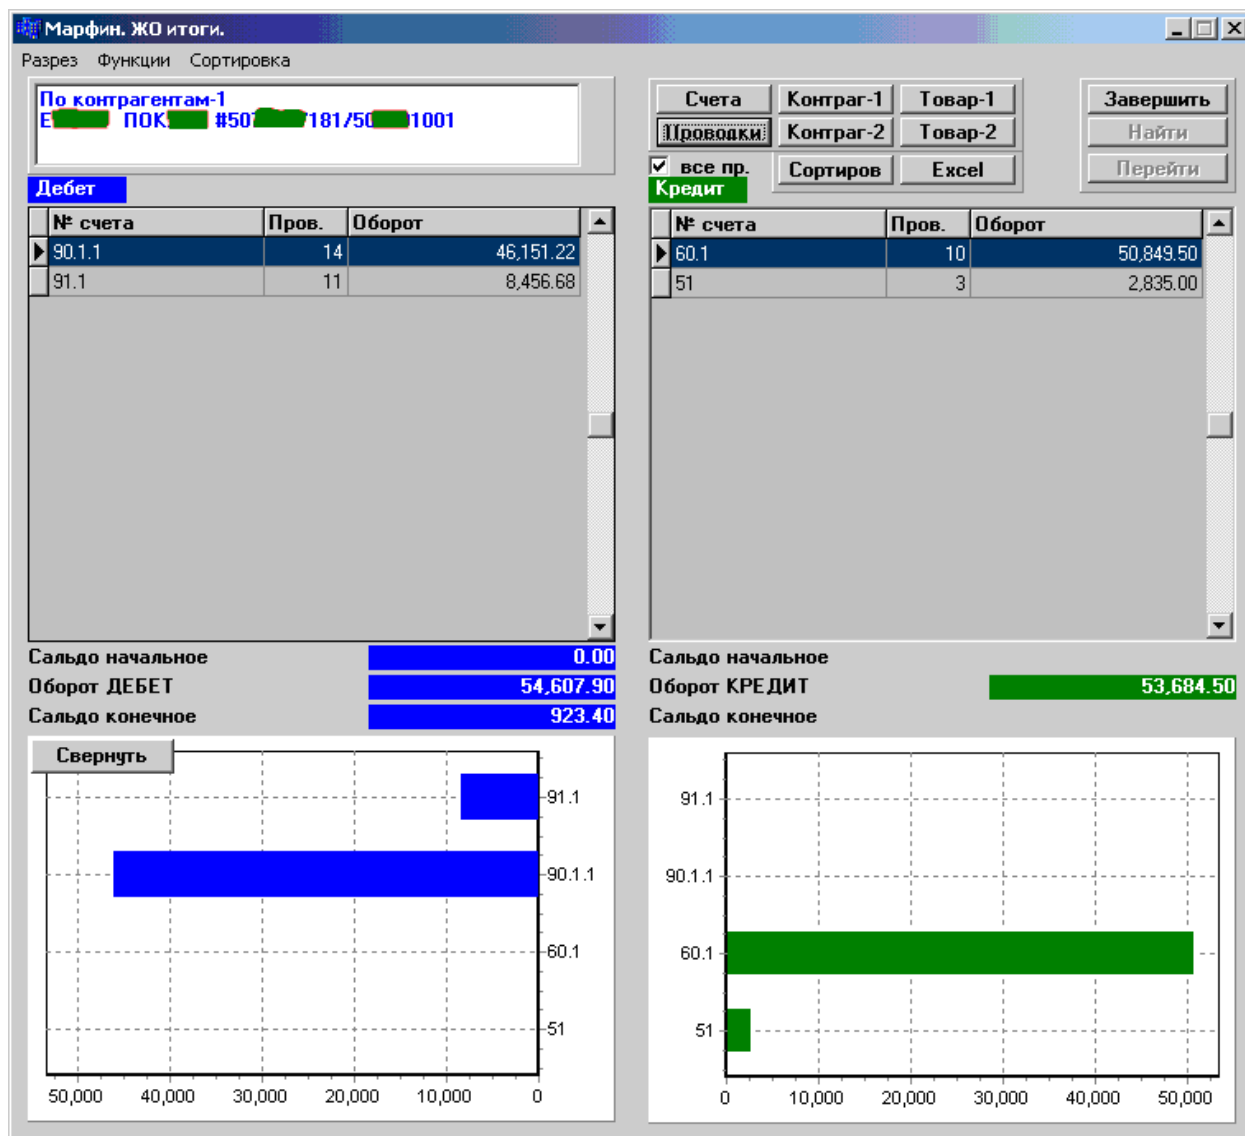 Марфин. ЖО итоги.
Разрез Функции Сортировка
По контрагентам-1
Е ПОК #507 7181/50 1001
Счета Контраг-1 Товар-1
Проводки Контраг-2 Товар-2
все пр. Сортиров Excel
Завершить
Найти
Перейти
Дебет
№ счета Пров. Оборот
90.1.1 14 46,151.22
91.1 11 8,456.68
Кредит
№ счета Пров. Оборот
60.1 10 50,849.50
51 3 2,835.00
Сальдо начальное 0.00
Оборот ДЕБЕТ 54,607.90
Сальдо конечное 923.40
Сальдо начальное
Оборот КРЕДИТ 53,684.50
Сальдо конечное
Свернуть
91.1
90.1.1
60.1
51
50,000 40,000 30,000 20,000 10,000 0
91.1
90.1.1
60.1
51
0 10,000 20,000 30,000 40,000 50,000